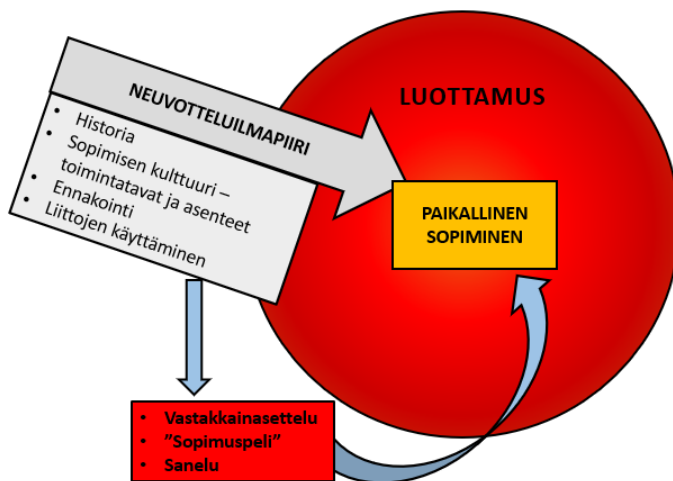 NEUVOTTELUILMAPIIRI
• Historia
• Sopimisen kulttuuri –
toimintatavat ja asenteet
• Ennakointi
• Liittojen käyttäminen
LUOTTAMUS
PAIKALLINEN
SOPIMINEN
• Vastakkainasettelu
• ”Sopimuspeli”
• Sanelu